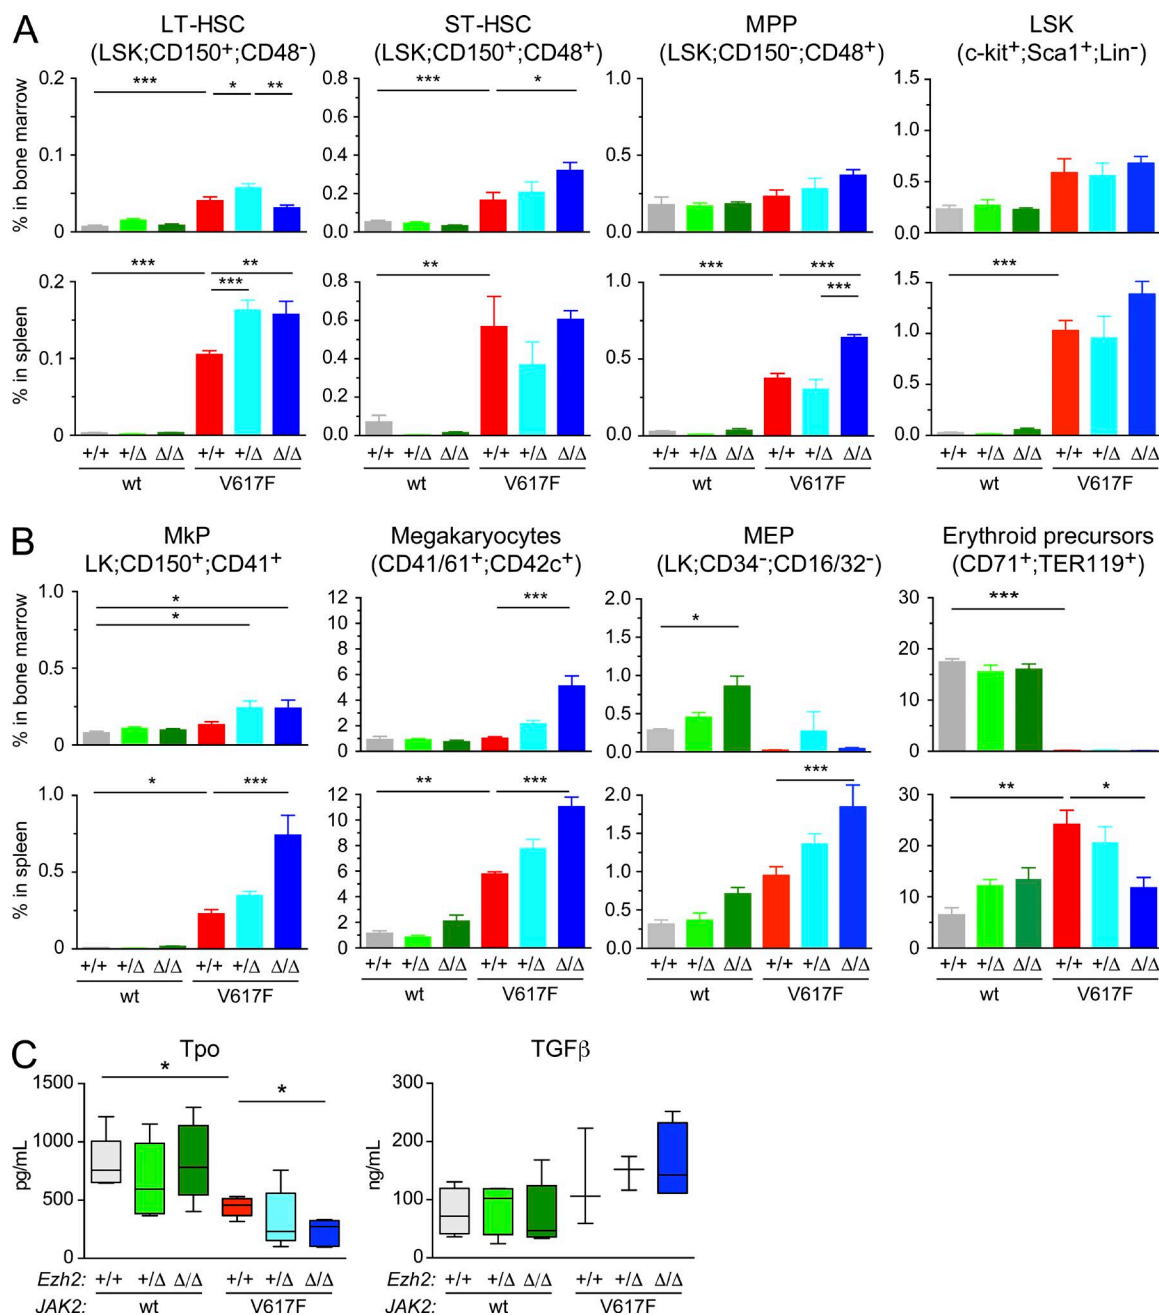 A
LT-HSC
(LSK;CD150⁺;CD48⁻)
ST-HSC
(LSK;CD150⁺;CD48⁺)
MPP
(LSK;CD150⁻;CD48⁺)
LSK
(c-kit⁺;Sca1⁺;Lin⁻)
% in bone marrow
0.2
0.1
0
*** * **
0.8
0.6
0.4
0.2
0.0
*** *
1.0
0.5
0.0
1.5
1.0
0.5
0.0
% in spleen
0.2
0.1
0
*** ** ***
0.8
0.6
0.4
0.2
0.0
**
1.0
0.5
0.0
*** *** ***
1.5
1.0
0.5
0.0
***
+/+ +/Δ Δ/Δ +/+ +/Δ Δ/Δ
wt V617F
+/+ +/Δ Δ/Δ +/+ +/Δ Δ/Δ
wt V617F
+/+ +/Δ Δ/Δ +/+ +/Δ Δ/Δ
wt V617F
+/+ +/Δ Δ/Δ +/+ +/Δ Δ/Δ
wt V617F
B
MkP
LK;CD150⁺;CD41⁺
Megakaryocytes
(CD41/61⁺;CD42c⁺)
MEP
(LK;CD34⁻;CD16/32⁻)
Erythroid precursors
(CD71⁺;TER119⁺)
% in bone marrow
1.0
0.5
0
* *
12
10
8
6
4
2
0
***
2.0
1.5
1.0
0.5
0.0
*
30
20
10
0
***
% in spleen
1.0
0.5
0
* ***
12
10
8
6
4
2
0
** ***
2.0
1.5
1.0
0.5
0.0
***
30
20
10
0
** *
+/+ +/Δ Δ/Δ +/+ +/Δ Δ/Δ
wt V617F
+/+ +/Δ Δ/Δ +/+ +/Δ Δ/Δ
wt V617F
+/+ +/Δ Δ/Δ +/+ +/Δ Δ/Δ
wt V617F
+/+ +/Δ Δ/Δ +/+ +/Δ Δ/Δ
wt V617F
C
Tpo
pg/mL
1500
1000
500
0
* *
Ezh2: +/+ +/Δ Δ/Δ +/+ +/Δ Δ/Δ
JAK2: wt V617F
TGFβ
ng/mL
300
200
100
0
Ezh2: +/+ +/Δ Δ/Δ +/+ +/Δ Δ/Δ
JAK2: wt V617F